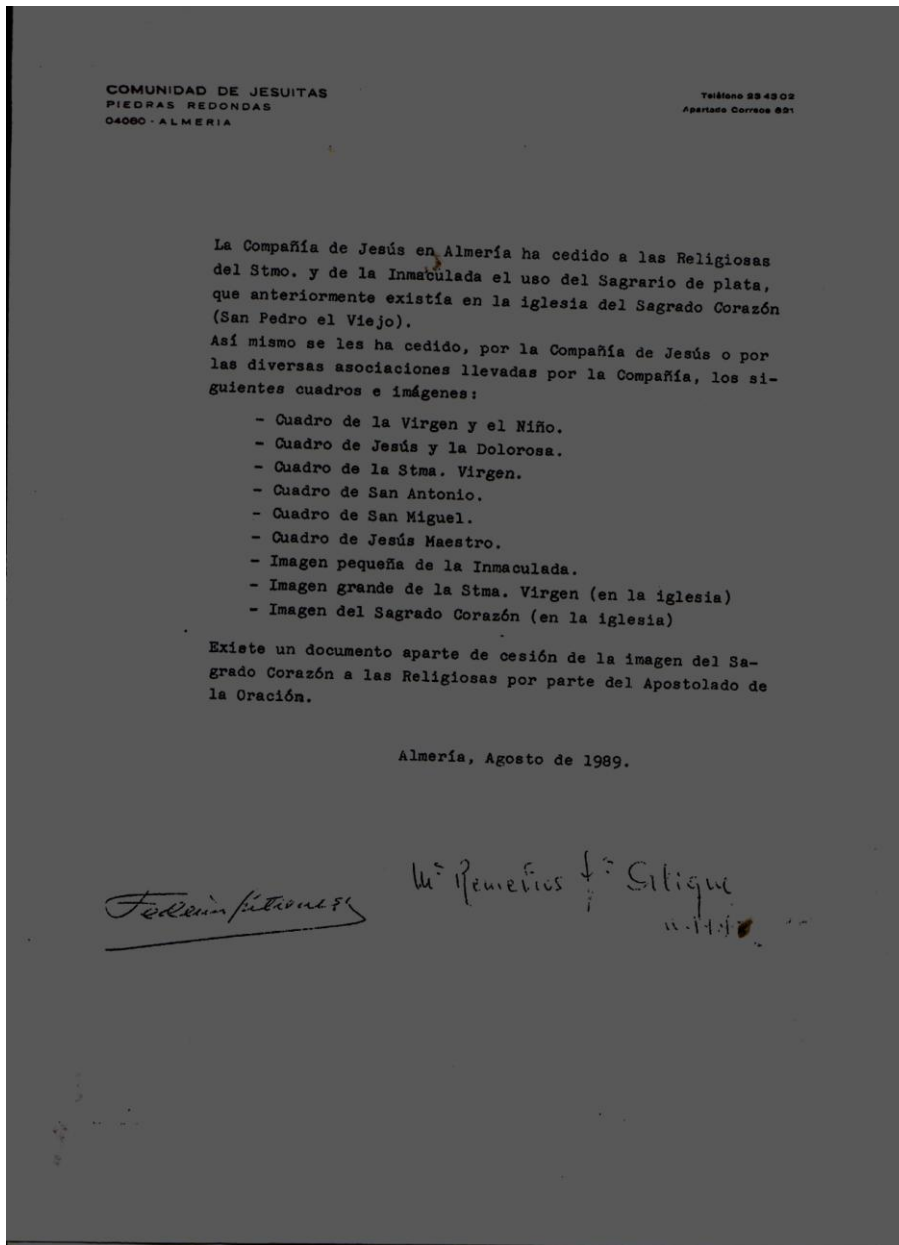 COMUNIDAD DE JESUITAS
PIEDRAS REDONDAS
04080 - ALMERIA
Teléfono 23 43 02
Apartado Correos 631
La Compañía de Jesús en Almería ha cedido a las Religiosas
del Stmo. y de la Inmaculada el uso del Sagrario de plata,
que anteriormente existía en la iglesia del Sagrado Corazón
(San Pedro el Viejo).
Así mismo se les ha cedido, por la Compañía de Jesús o por
las diversas asociaciones llevadas por la Compañía, los si-
guientes cuadros e imágenes:
- Cuadro de la Virgen y el Niño.
- Cuadro de Jesús y la Dolorosa.
- Cuadro de la Stma. Virgen.
- Cuadro de San Antonio.
- Cuadro de San Miguel.
- Cuadro de Jesús Maestro.
- Imagen pequeña de la Inmaculada.
- Imagen grande de la Stma. Virgen (en la iglesia)
- Imagen del Sagrado Corazón (en la iglesia)
Existe un documento aparte de cesión de la imagen del Sa-
grado Corazón a las Religiosas por parte del Apostolado de
la Oración.
Almería, Agosto de 1989.
Mª